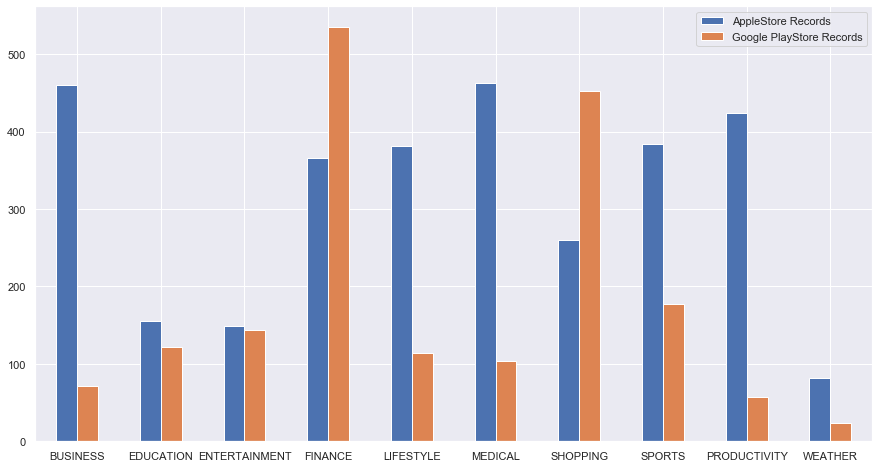 AppleStore Records
Google PlayStore Records
500
400
300
200
100
0
BUSINESS EDUCATION ENTERTAINMENT FINANCE LIFESTYLE MEDICAL SHOPPING SPORTS PRODUCTIVITY WEATHER